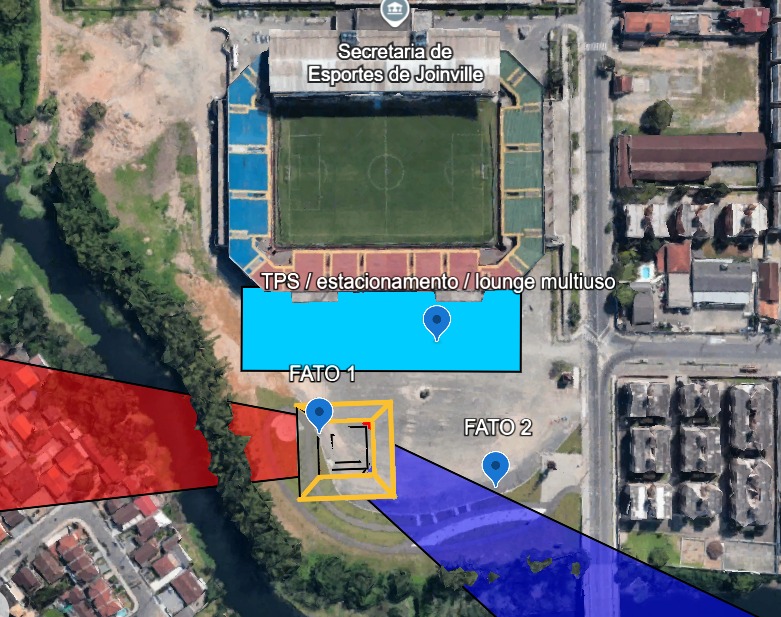 Secretaria de
Esportes de Joinville
TPS / estacionamento / lounge multiuso
FATO 1
FATO 2